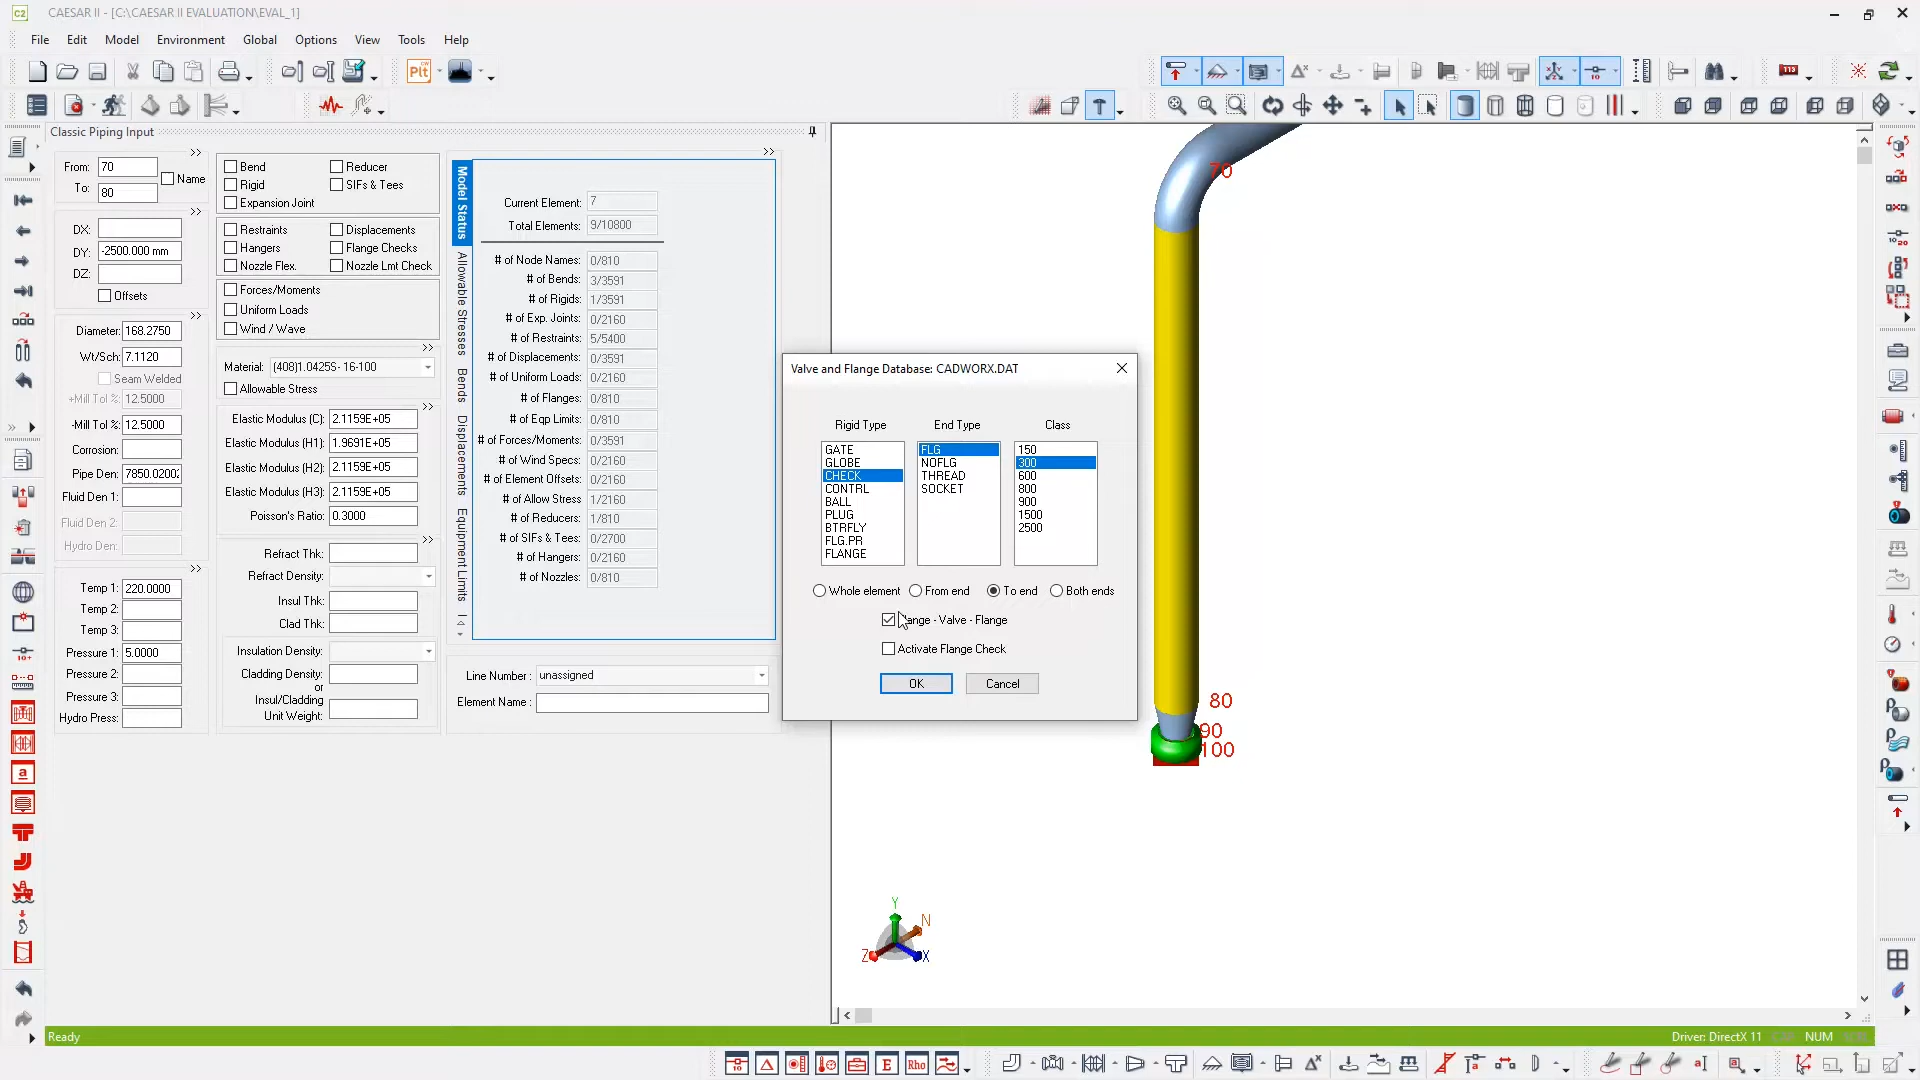 C2 CAESAR II - [C:\CAESAR II EVALUATION\EVAL_1]
File Edit Model Environment Global Options View Tools Help
Classic Piping Input
From: 70
To: 80
Name
DX:
DY: -2500.000 mm
DZ:
Offsets
Diameter: 168.2750
Wt/Sch: 7.1120
Seam Welded
+Mill Tol %: 12.5000
-Mill Tol %: 12.5000
Corrosion:
Pipe Den: 7850.0200
Fluid Den 1:
Fluid Den 2:
Hydro Den:
Temp 1: 220.0000
Temp 2:
Temp 3:
Pressure 1: 5.0000
Pressure 2:
Pressure 3:
Hydro Press:
Bend Reducer
Rigid SIFs & Tees
Expansion Joint
Restraints Displacements
Hangers Flange Checks
Nozzle Flex. Nozzle Lmt Check
Forces/Moments
Uniform Loads
Wind / Wave
Material: (408)1.0425S- 16-100
Allowable Stress
Elastic Modulus (C): 2.1159E+05
Elastic Modulus (H1): 1.9691E+05
Elastic Modulus (H2): 2.1159E+05
Elastic Modulus (H3): 2.1159E+05
Poisson's Ratio: 0.3000
Refract Thk:
Refract Density:
Insul Thk:
Clad Thk:
Insulation Density:
Cladding Density:
or
Insul/Cladding
Unit Weight:
Model Status
Allowable Stresses
Bends
Displacements
Equipment Limits
Current Element: 7
Total Elements: 9/10800
# of Node Names: 0/810
# of Bends: 3/3591
# of Rigids: 1/3591
# of Exp. Joints: 0/2160
# of Restraints: 5/5400
# of Displacements: 0/3591
# of Uniform Loads: 0/2160
# of Flanges: 0/810
# of Eqp Limits: 0/810
# of Forces/Moments: 0/3591
# of Wind Specs: 0/2160
# of Element Offsets: 0/2160
# of Allow Stress 1/2160
# of Reducers: 1/810
# of SIFs & Tees: 0/2700
# of Hangers: 0/2160
# of Nozzles: 0/810
Line Number : unassigned
Element Name :
Valve and Flange Database: CADWORX.DAT
Rigid Type End Type Class
GATE
GLOBE
CHECK
CONTRL
BALL
PLUG
BTRFLY
FLG.PR
FLANGE
FLG
NOFLG
THREAD
SOCKET
150
300
600
800
900
1500
2500
Whole element From end To end Both ends
ange - Valve - Flange
Activate Flange Check
OK Cancel
70
80
90
100
Y
N
Z
X
Ready
Driver: DirectX 11
NUM